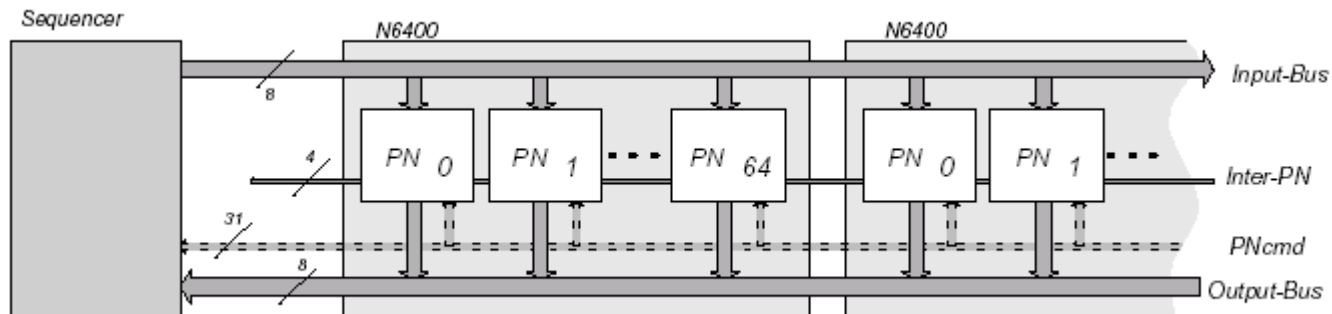 Sequencer
N6400
N6400
8
Input-Bus
PN 0
PN 1
PN 64
PN 0
PN 1
4
Inter-PN
31
PNcmd
8
Output-Bus